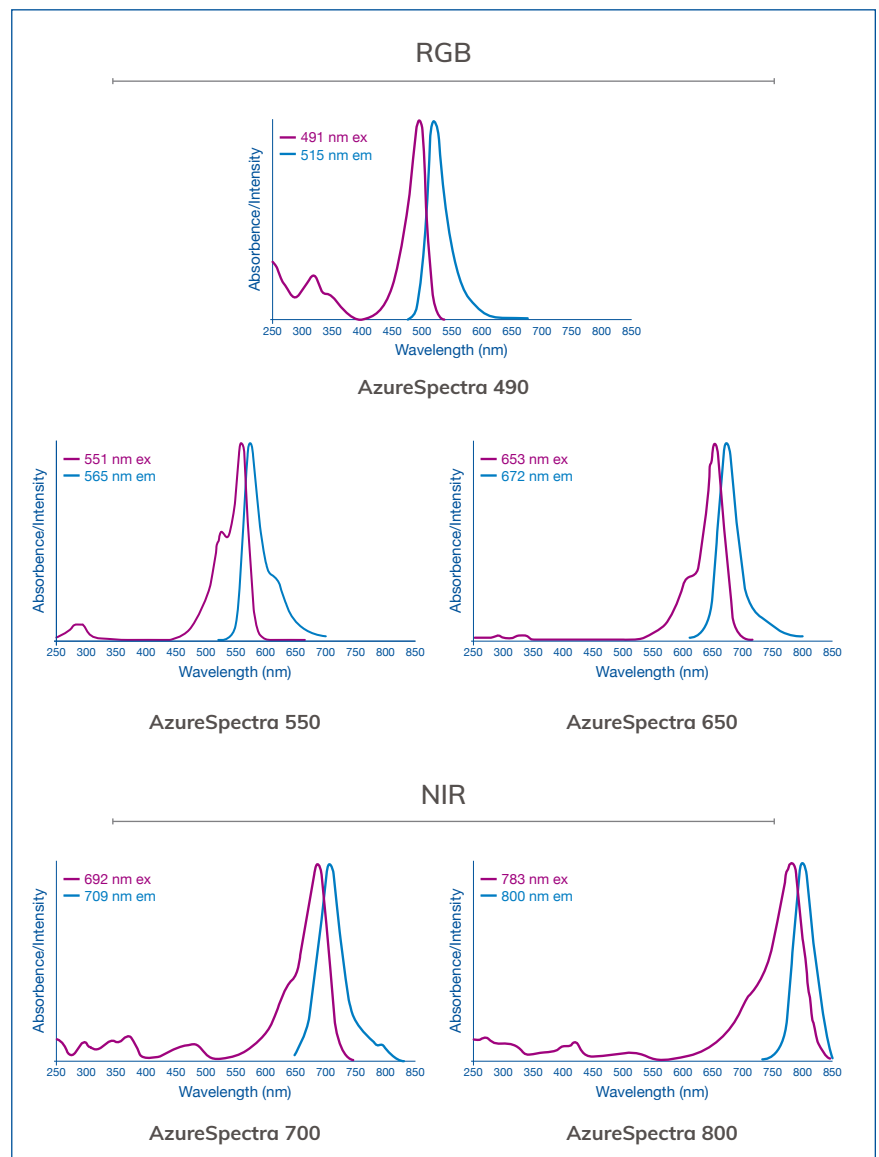 RGB
491 nm ex
515 nm em
Absorbence/Intensity
250 300 350 400 450 500 550 600 650 700 750 800 850
Wavelength (nm)
AzureSpectra 490
551 nm ex
565 nm em
Absorbence/Intensity
250 300 350 400 450 500 550 600 650 700 750 800 850
Wavelength (nm)
AzureSpectra 550
653 nm ex
672 nm em
Absorbence/Intensity
250 300 350 400 450 500 550 600 650 700 750 800 850
Wavelength (nm)
AzureSpectra 650
NIR
692 nm ex
709 nm em
Absorbence/Intensity
250 300 350 400 450 500 550 600 650 700 750 800 850
Wavelength (nm)
AzureSpectra 700
783 nm ex
800 nm em
Absorbence/Intensity
250 300 350 400 450 500 550 600 650 700 750 800 850
Wavelength (nm)
AzureSpectra 800